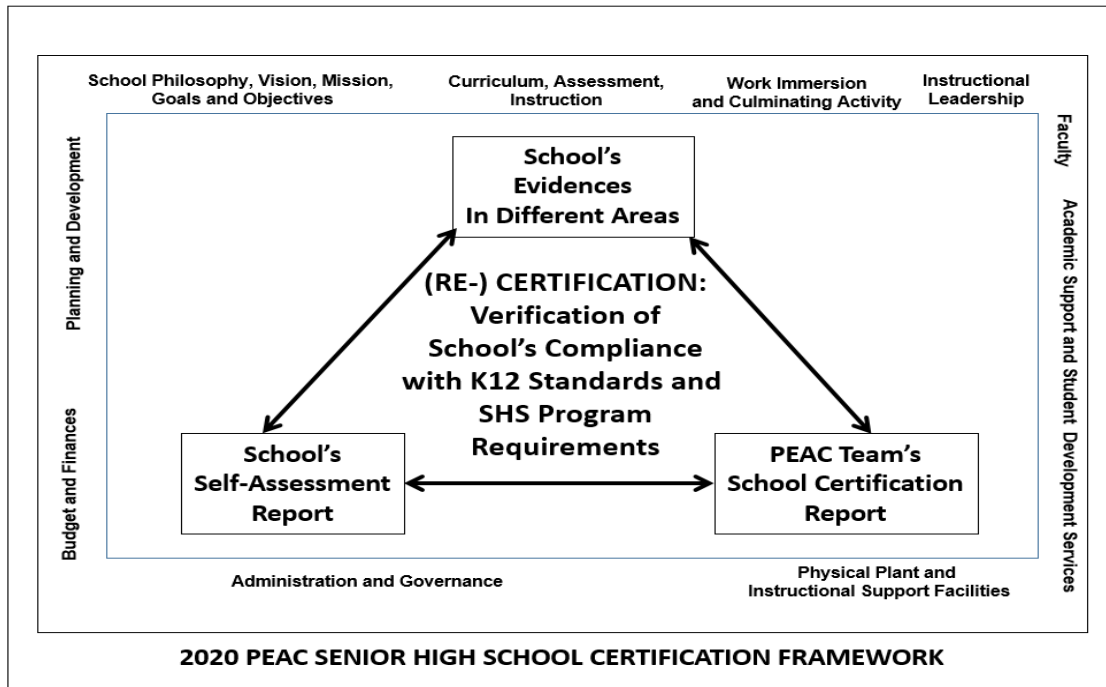 School Philosophy, Vision, Mission,
Goals and Objectives
Curriculum, Assessment,
Instruction
Work Immersion
and Culminating Activity
Instructional
Leadership
Planning and Development
Budget and Finances
Faculty
Academic Support and Student Development Services
School's
Evidences
In Different Areas
(RE-) CERTIFICATION:
Verification of
School's Compliance
with K12 Standards and
SHS Program
Requirements
School's
Self-Assessment
Report
PEAC Team's
School Certification
Report
Administration and Governance
Physical Plant and
Instructional Support Facilities
2020 PEAC SENIOR HIGH SCHOOL CERTIFICATION FRAMEWORK